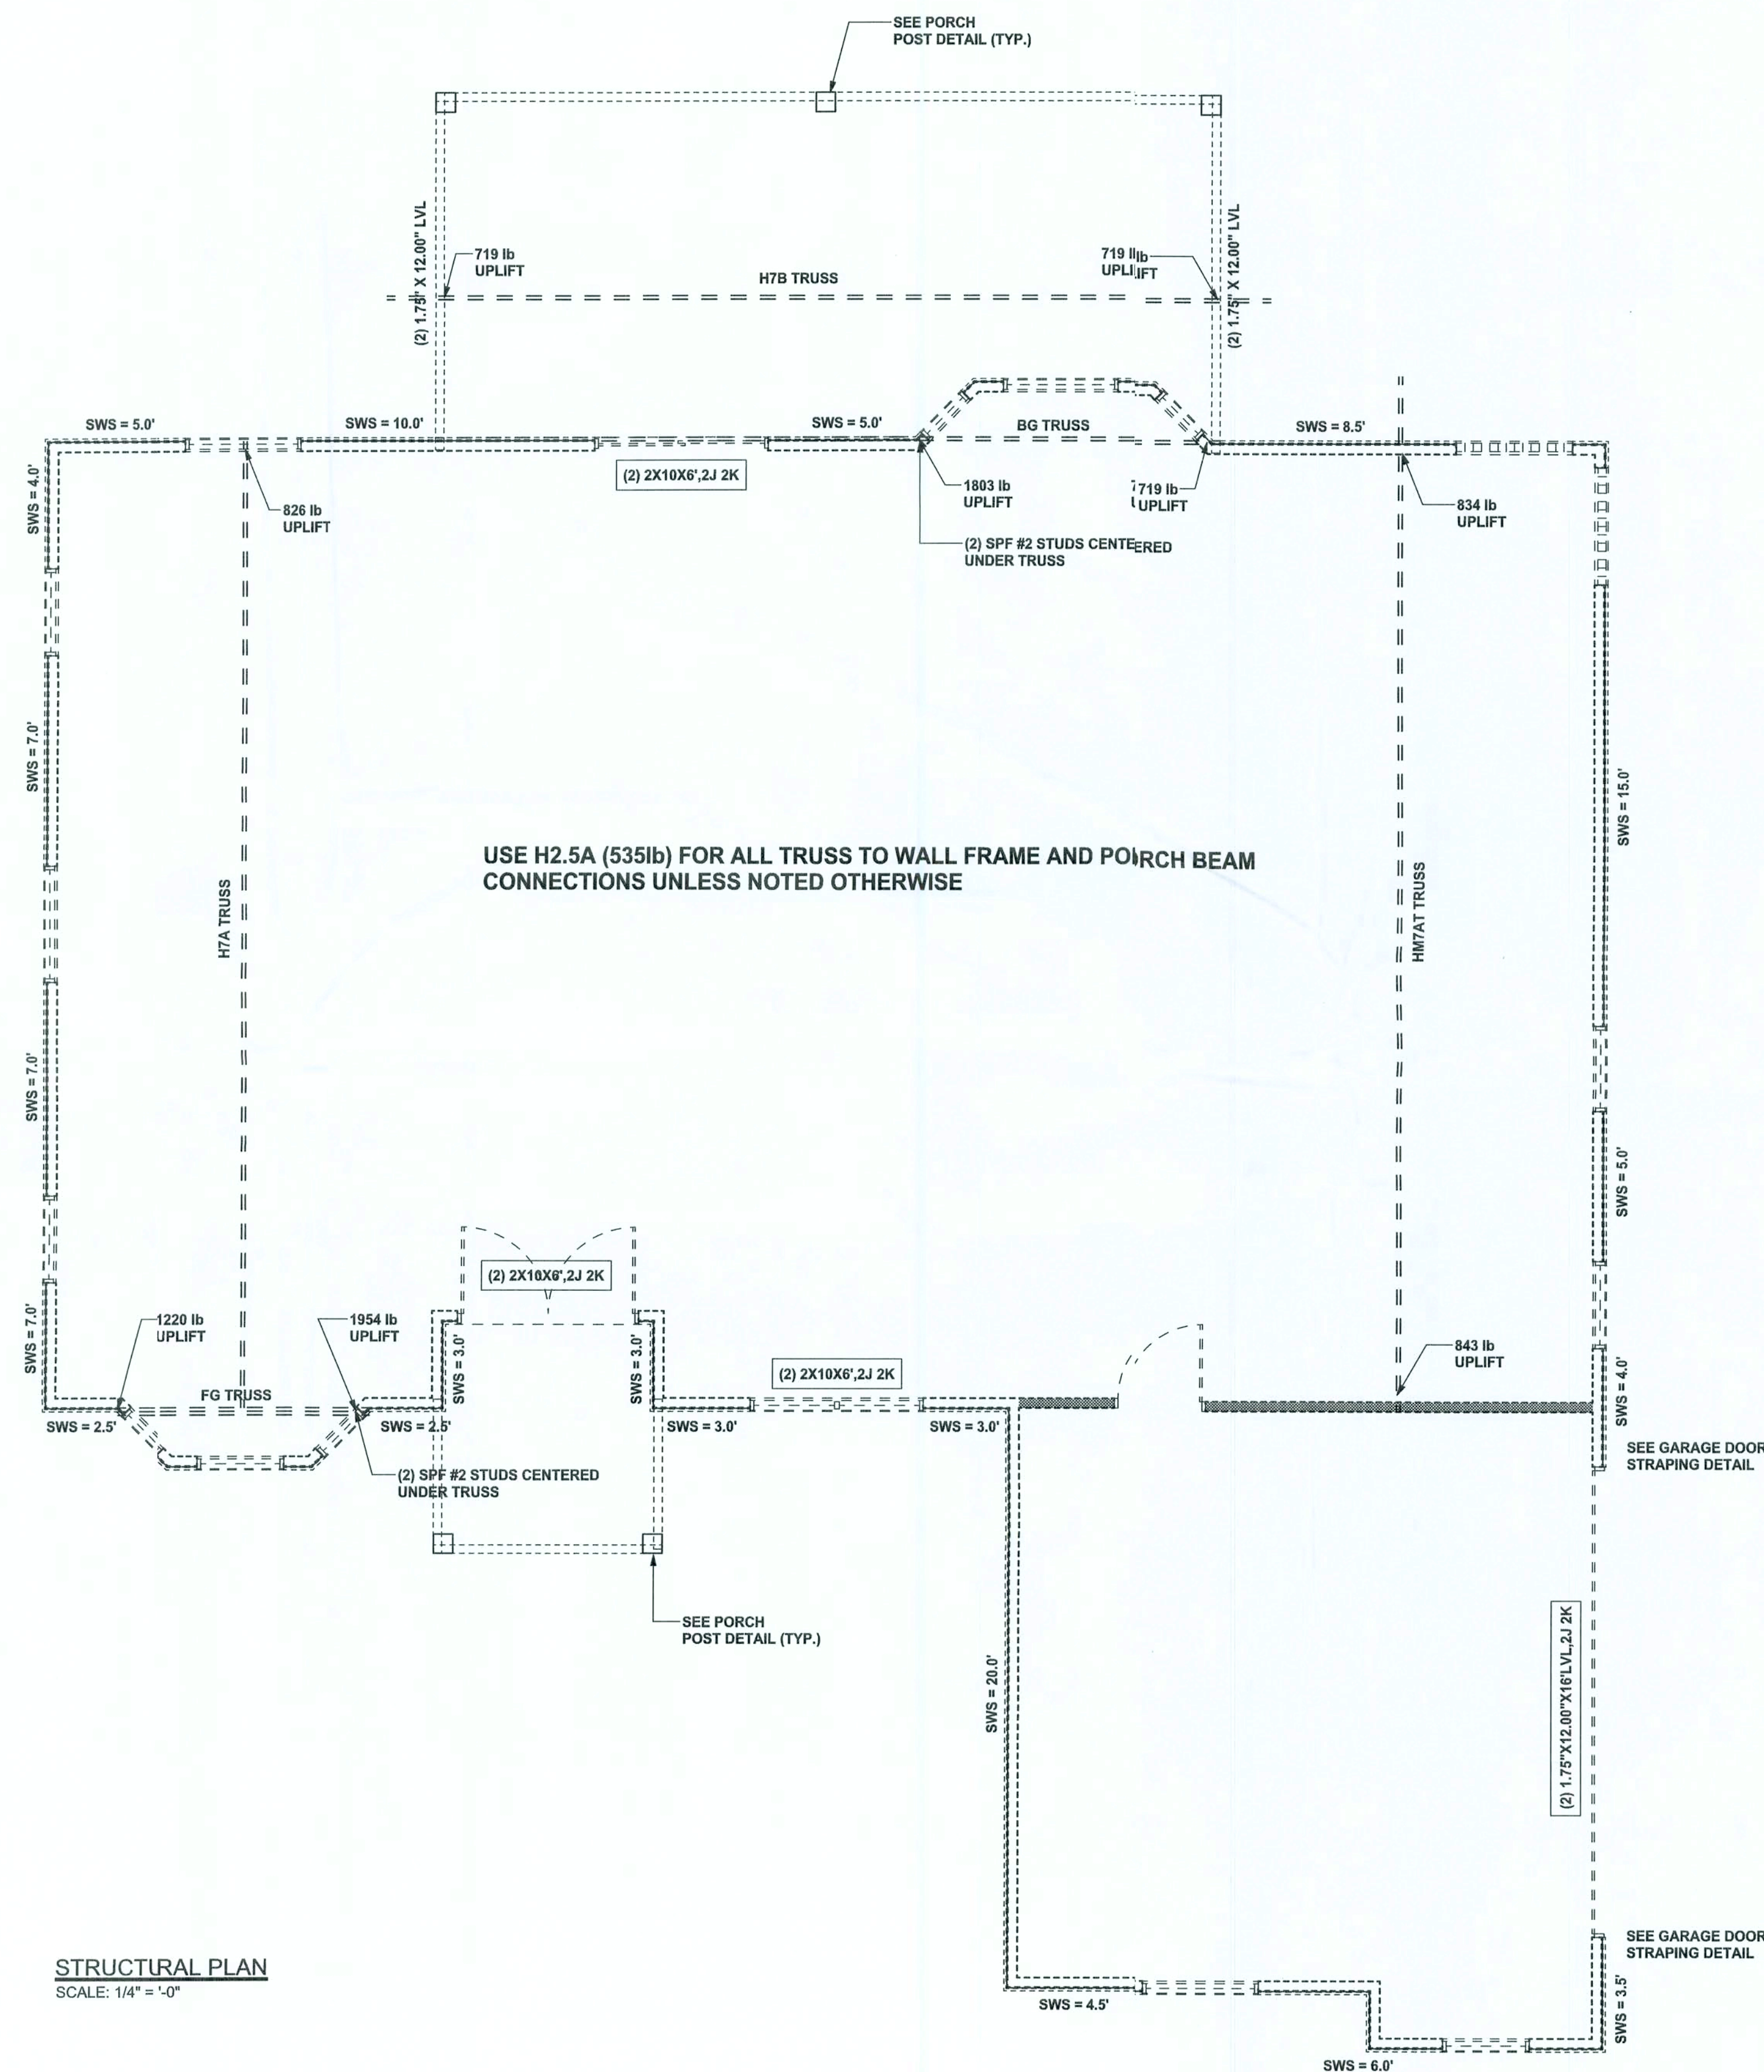 SEE PORCH
POST DETAIL (TYP.)
(2) 1.75" X 12.00" LVL
719 lb
UPLIFT
H7B TRUSS
719 lb
UPLIFT
(2) 1.75" X 12.00" LVL
SWS = 5.0'
SWS = 10.0'
SWS = 5.0'
BG TRUSS
SWS = 8.5'
SWS = 4.0'
826 lb
UPLIFT
(2) 2X10X6',2J 2K
1803 lb
UPLIFT
719 lb
UPLIFT
834 lb
UPLIFT
(2) SPF #2 STUDS CENTERED
UNDER TRUSS
SWS = 7.0'
SWS = 15.0'
USE H2.5A (535lb) FOR ALL TRUSS TO WALL FRAME AND PORCH BEAM
CONNECTIONS UNLESS NOTED OTHERWISE
H7A TRUSS
HM7AT TRUSS
SWS = 7.0'
SWS = 5.0'
(2) 2X10X6',2J 2K
SWS = 7.0'
1220 lb
UPLIFT
1954 lb
UPLIFT
SWS = 3.0'
SWS = 3.0'
(2) 2X10X6',2J 2K
843 lb
UPLIFT
SWS = 4.0'
FG TRUSS
SWS = 2.5'
SWS = 2.5'
SWS = 3.0'
SWS = 3.0'
(2) SPF #2 STUDS CENTERED
UNDER TRUSS
SEE GARAGE DOOR
STRAPING DETAIL
SEE PORCH
POST DETAIL (TYP.)
SWS = 20.0'
(2) 1.75"X12.00"X16'LVL,2J 2K
SEE GARAGE DOOR
STRAPING DETAIL
STRUCTURAL PLAN
SCALE: 1/4" = '-0"
SWS = 4.5'
SWS = 3.5'
SWS = 6.0'